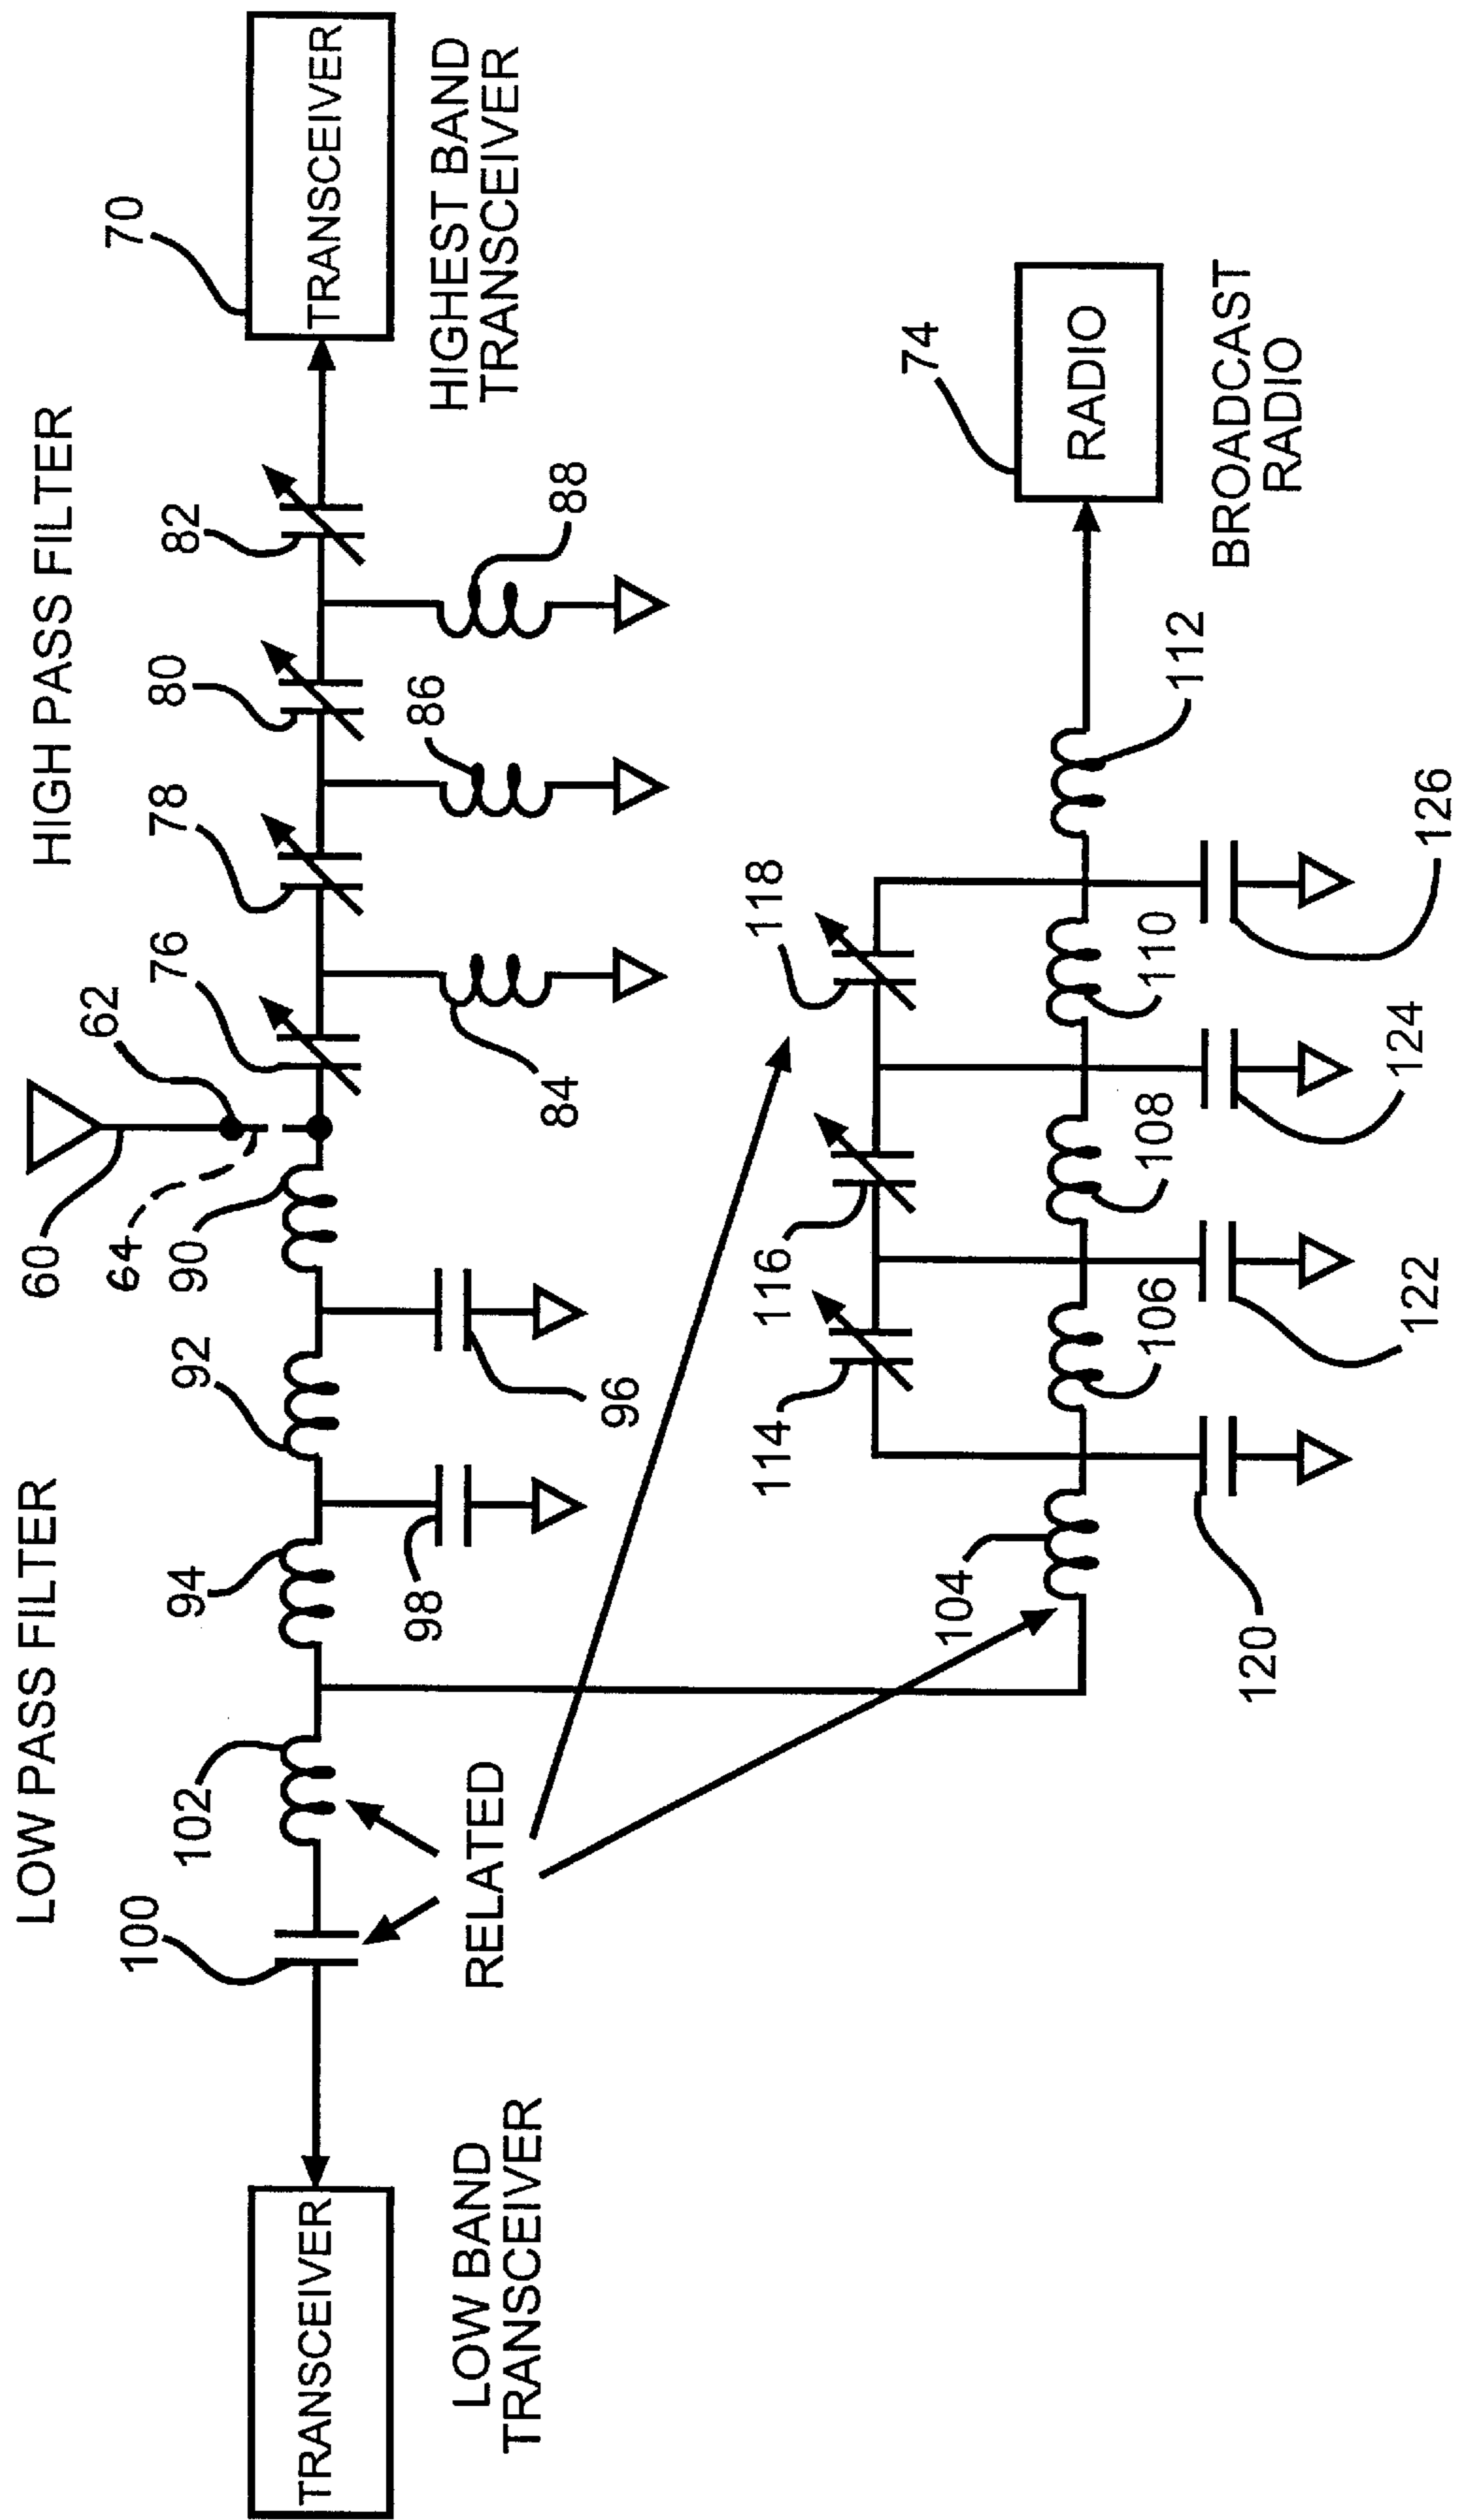 LOW PASS FILTER
HIGH PASS FILTER
60
62
64
70
100
102
94
92
90
76
78
80
82
TRANSCEIVER
TRANSCEIVER
98
96
84
86
88
LOW BAND
TRANSCEIVER
HIGHEST BAND
TRANSCEIVER
RELATED
114
116
118
74
104
106
108
110
112
RADIO
120
122
124
126
BROADCAST
RADIO